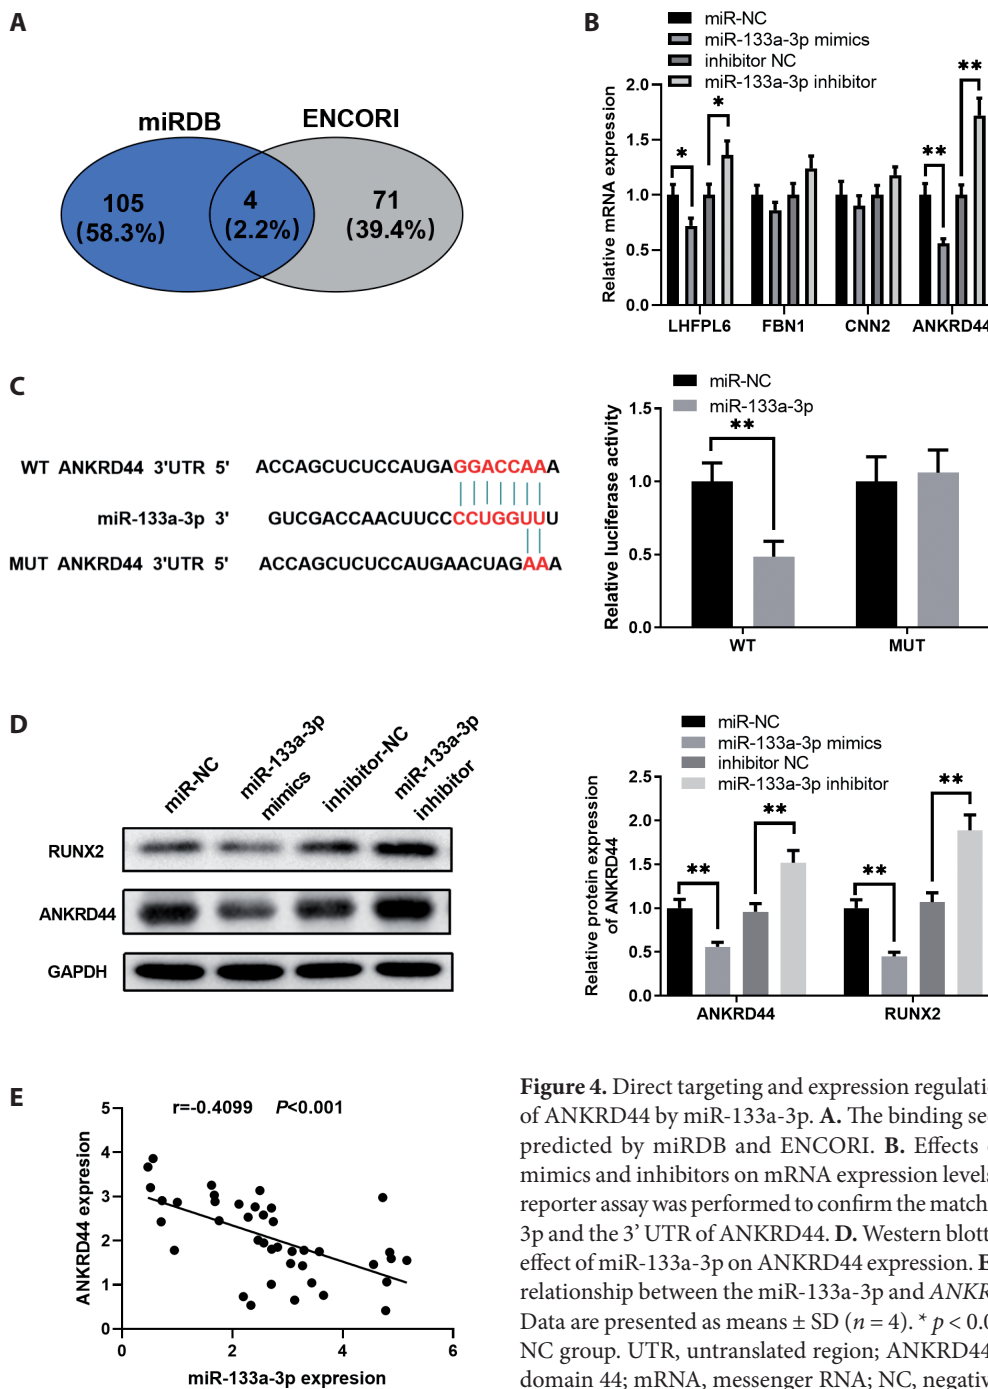 A
miRDB
ENCORI
105
(58.3%)
4
(2.2%)
71
(39.4%)
B
miR-NC
miR-133a-3p mimics
inhibitor NC
miR-133a-3p inhibitor
Relative mRNA expression
2.0
1.5
1.0
0.5
0.0
*
*
**
**
LHFPL6
FBN1
CNN2
ANKRD44
C
WT ANKRD44 3'UTR 5' ACCAGCUCUCCAUGAGGACCAAA
miR-133a-3p 3' GUCGACCAACUUCCCCUGGUUU
MUT ANKRD44 3'UTR 5' ACCAGCUCUCCAUGAACUAGAAA
miR-NC
miR-133a-3p
Relative luciferase activity
1.5
1.0
0.5
0.0
**
WT
MUT
D
miR-NC
miR-133a-3p mimics
inhibitor-NC
miR-133a-3p inhibitor
RUNX2
ANKRD44
GAPDH
miR-NC
miR-133a-3p mimics
inhibitor NC
miR-133a-3p inhibitor
Relative protein expression
of ANKRD44
2.5
2.0
1.5
1.0
0.5
0.0
**
**
**
**
ANKRD44
RUNX2
E
r=-0.4099 P<0.001
ANKRD44 expression
5
4
3
2
1
0
0
2
4
6
miR-133a-3p expresion
Figure 4. Direct targeting and expression regulatio
of ANKRD44 by miR-133a-3p. A. The binding se
predicted by miRDB and ENCORI. B. Effects
mimics and inhibitors on mRNA expression levels
reporter assay was performed to confirm the match
3p and the 3' UTR of ANKRD44. D. Western blott
effect of miR-133a-3p on ANKRD44 expression. E
relationship between the miR-133a-3p and ANKR
Data are presented as means ± SD (n = 4). * p < 0.0
NC group. UTR, untranslated region; ANKRD44
domain 44; mRNA, messenger RNA; NC, negativ